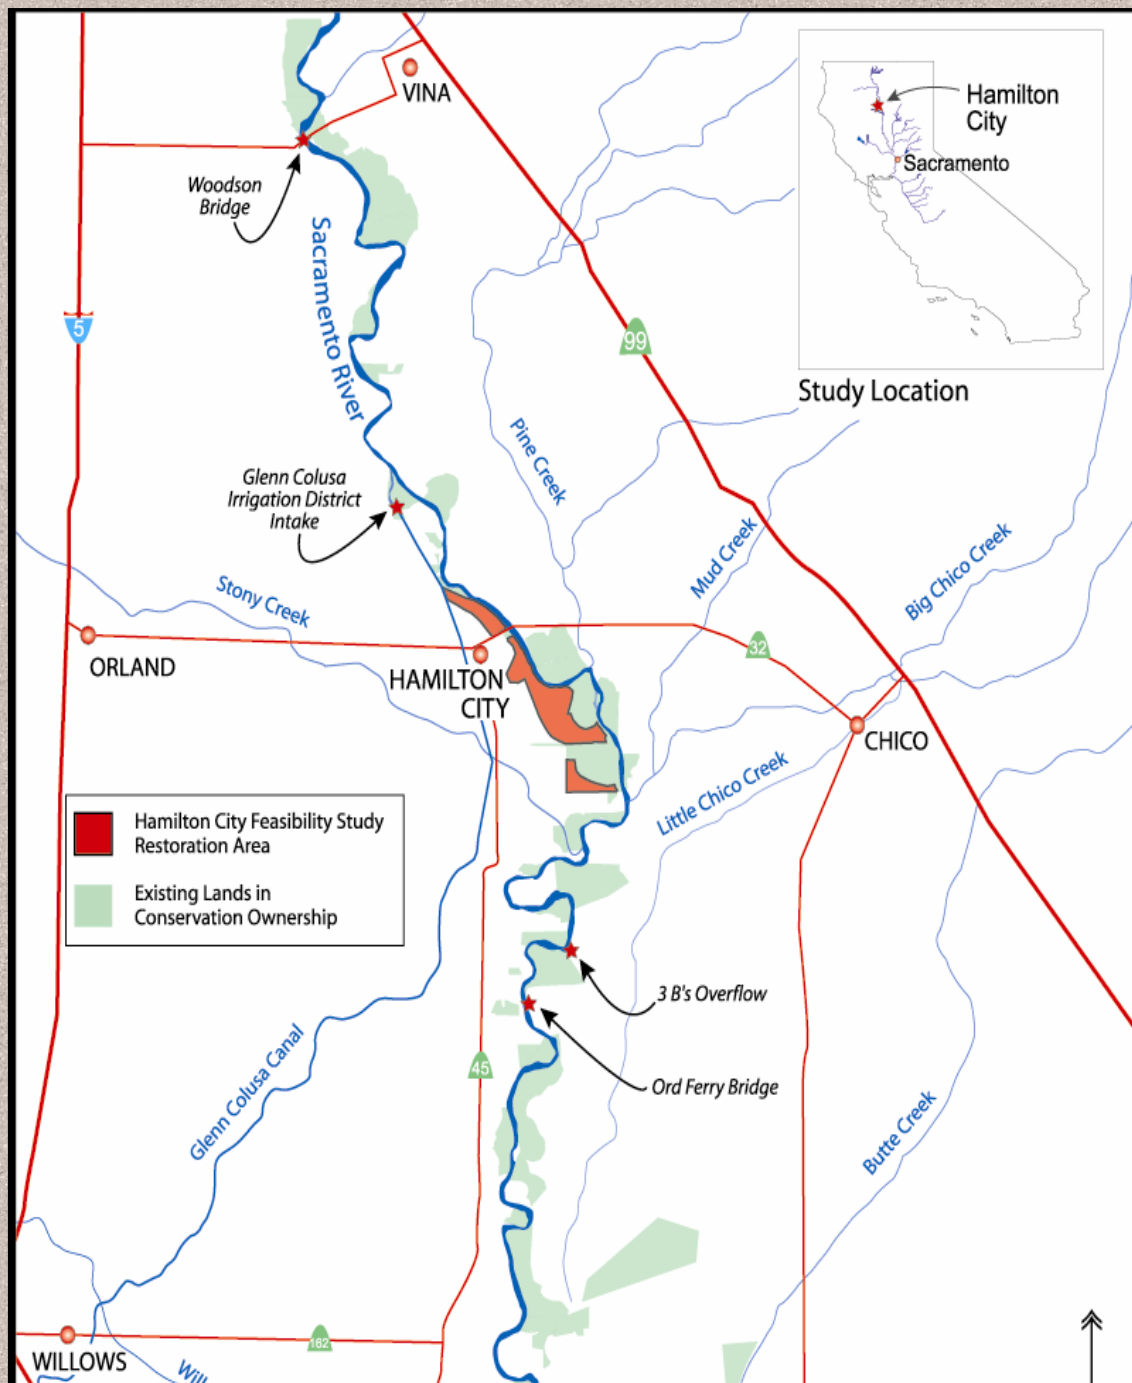 VINA
Hamilton
City
Sacramento
Woodson
Bridge
Sacramento River
5
99
Study Location
Pine Creek
Glenn Colusa
Irrigation District
Intake
Mud Creek
Big Chico Creek
Stony Creek
32
ORLAND
HAMILTON
CITY
CHICO
Little Chico Creek
Hamilton City Feasibility Study
Restoration Area
Existing Lands in
Conservation Ownership
3 B's Overflow
Glenn Colusa Canal
45
Ord Ferry Bridge
Butte Creek
162
WILLOWS
Will